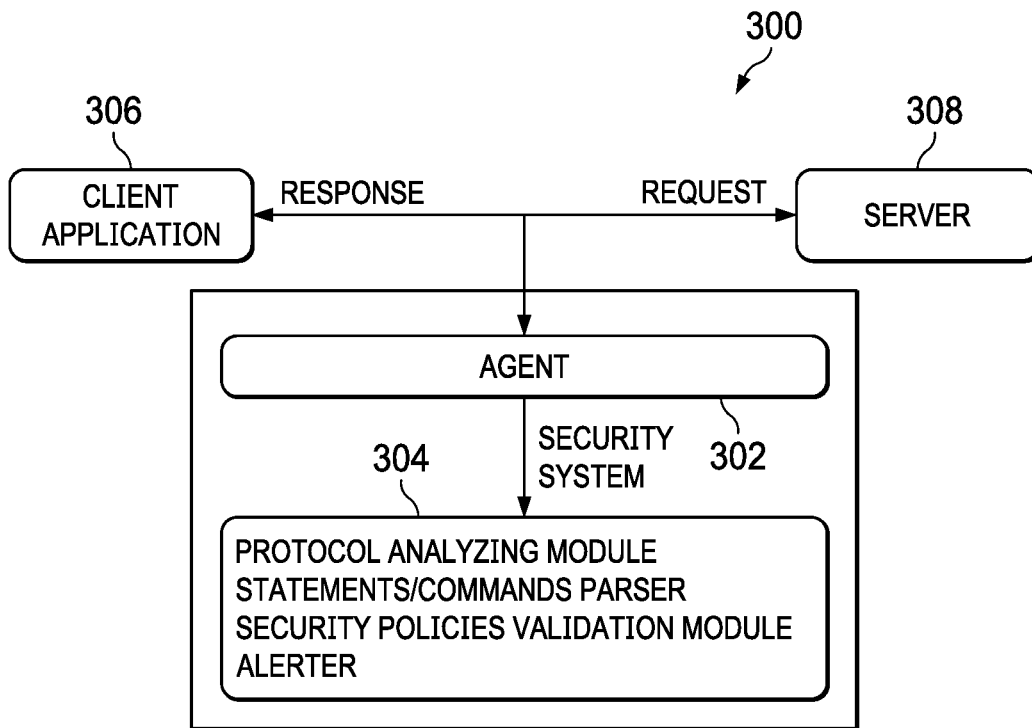 300
306
308
CLIENT
APPLICATION
RESPONSE
REQUEST
SERVER
AGENT
302
SECURITY
SYSTEM
304
PROTOCOL ANALYZING MODULE
STATEMENTS/COMMANDS PARSER
SECURITY POLICIES VALIDATION MODULE
ALERTER